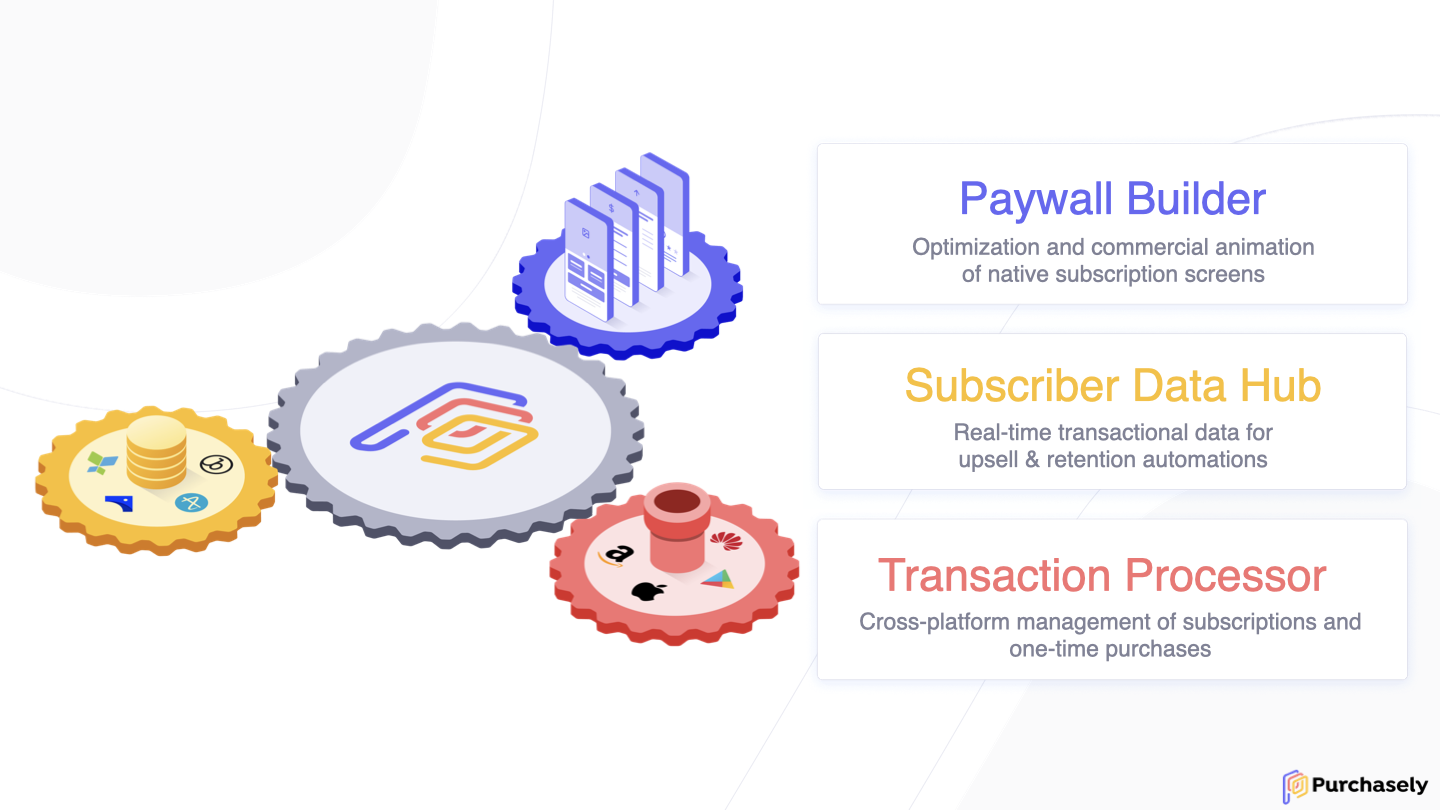 Paywall Builder
Optimization and commercial animation
of native subscription screens
Subscriber Data Hub
Real-time transactional data for
upsell & retention automations
Transaction Processor
Cross-platform management of subscriptions and
one-time purchases
Purchasely